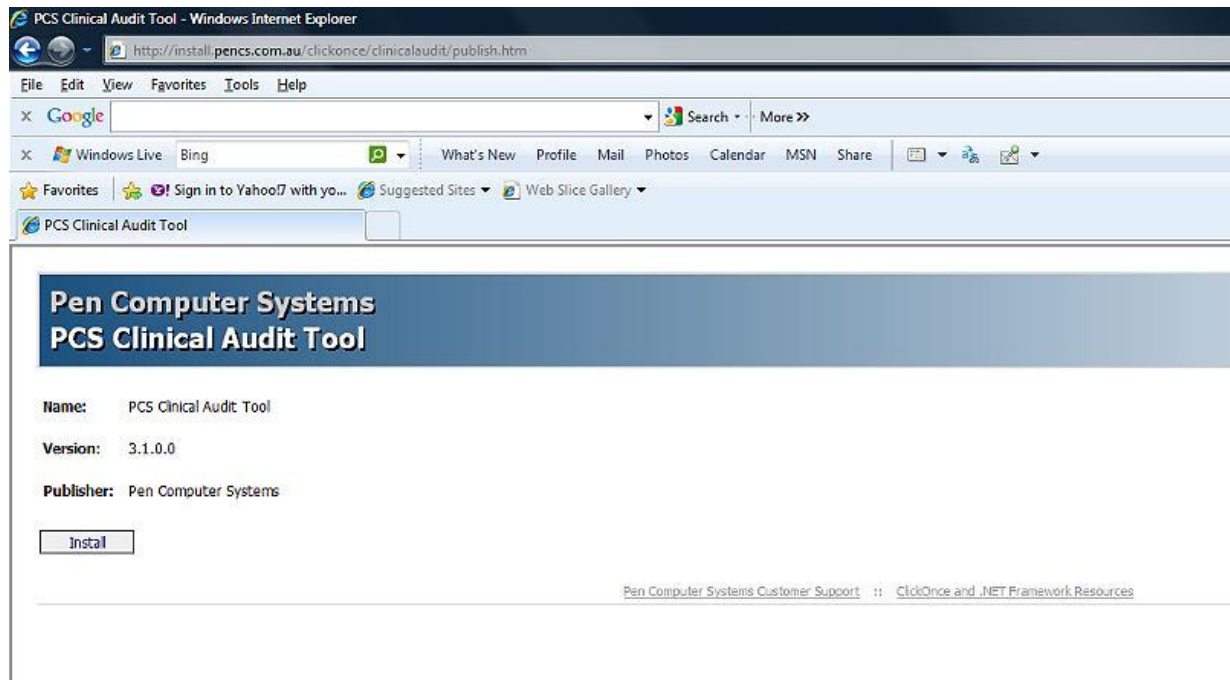 PCS Clinical Audit Tool - Windows Internet Explorer
http://install.pencs.com.au/clickonce/clinicalaudit/publish.htm
File Edit View Favorites Tools Help
x Google Search More >>
x Windows Live Bing What's New Profile Mail Photos Calendar MSN Share
Favorites Sign in to Yahoo!7 with yo... Suggested Sites Web Slice Gallery
PCS Clinical Audit Tool
Pen Computer Systems
PCS Clinical Audit Tool
Name: PCS Clinical Audit Tool
Version: 3.1.0.0
Publisher: Pen Computer Systems
Install
Pen Computer Systems Customer Support :: ClickOnce and .NET Framework Resources